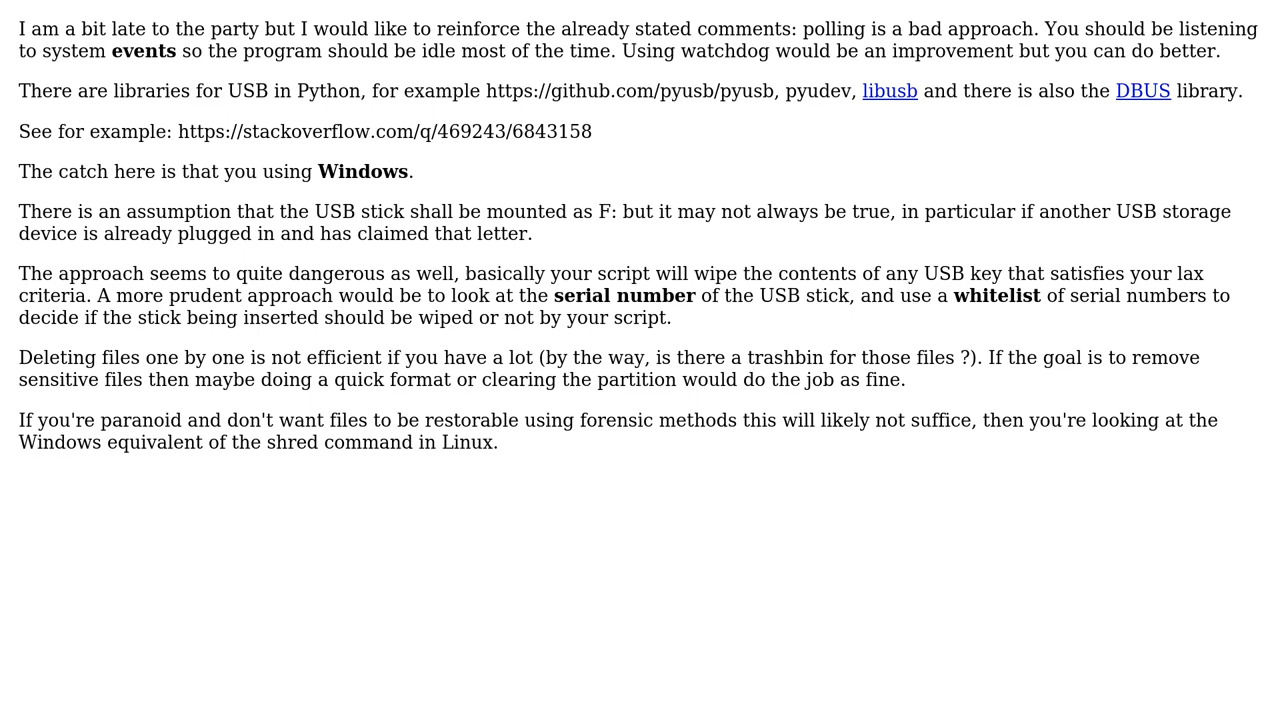 I am a bit late to the party but I would like to reinforce the already stated comments: polling is a bad approach. You should be listening
to system events so the program should be idle most of the time. Using watchdog would be an improvement but you can do better.
There are libraries for USB in Python, for example https://github.com/pyusb/pyusb, pyudev, libusb and there is also the DBUS library.
See for example: https://stackoverflow.com/q/469243/6843158
The catch here is that you using Windows.
There is an assumption that the USB stick shall be mounted as F: but it may not always be true, in particular if another USB storage
device is already plugged in and has claimed that letter.
The approach seems to quite dangerous as well, basically your script will wipe the contents of any USB key that satisfies your lax
criteria. A more prudent approach would be to look at the serial number of the USB stick, and use a whitelist of serial numbers to
decide if the stick being inserted should be wiped or not by your script.
Deleting files one by one is not efficient if you have a lot (by the way, is there a trashbin for those files ?). If the goal is to remove
sensitive files then maybe doing a quick format or clearing the partition would do the job as fine.
If you're paranoid and don't want files to be restorable using forensic methods this will likely not suffice, then you're looking at the
Windows equivalent of the shred command in Linux.